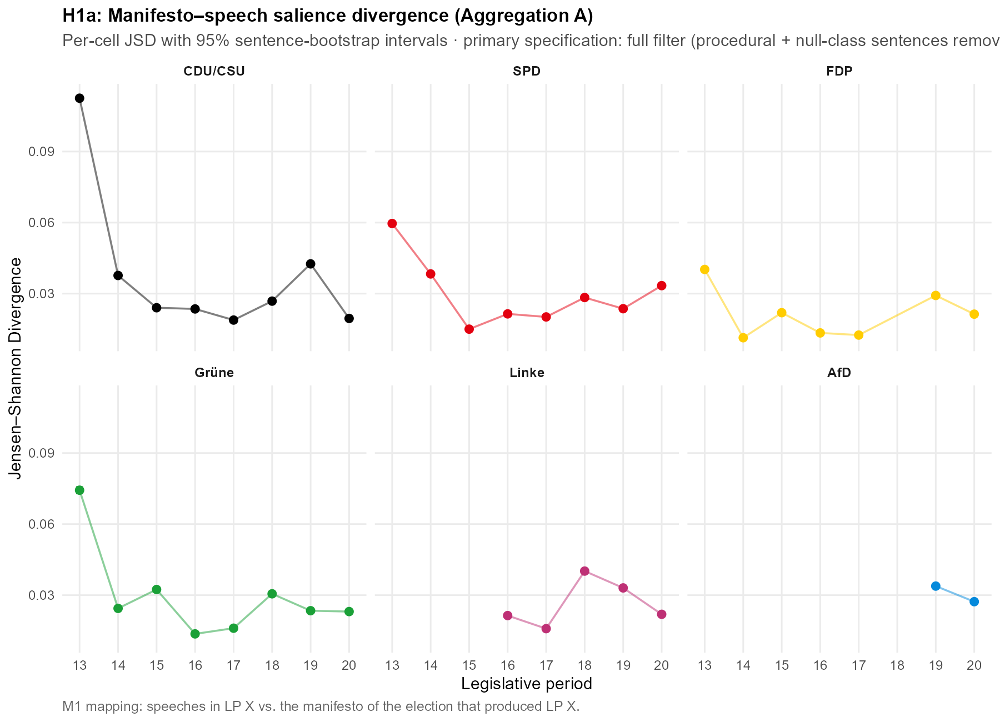 H1a: Manifesto–speech salience divergence (Aggregation A)
Per-cell JSD with 95% sentence-bootstrap intervals · primary specification: full filter (procedural + null-class sentences remov
CDU/CSU SPD FDP
0.09
0.06
0.03
Jensen–Shannon Divergence
Grüne Linke AfD
0.09
0.06
0.03
13 14 15 16 17 18 19 20 13 14 15 16 17 18 19 20 13 14 15 16 17 18 19 20
Legislative period
M1 mapping: speeches in LP X vs. the manifesto of the election that produced LP X.